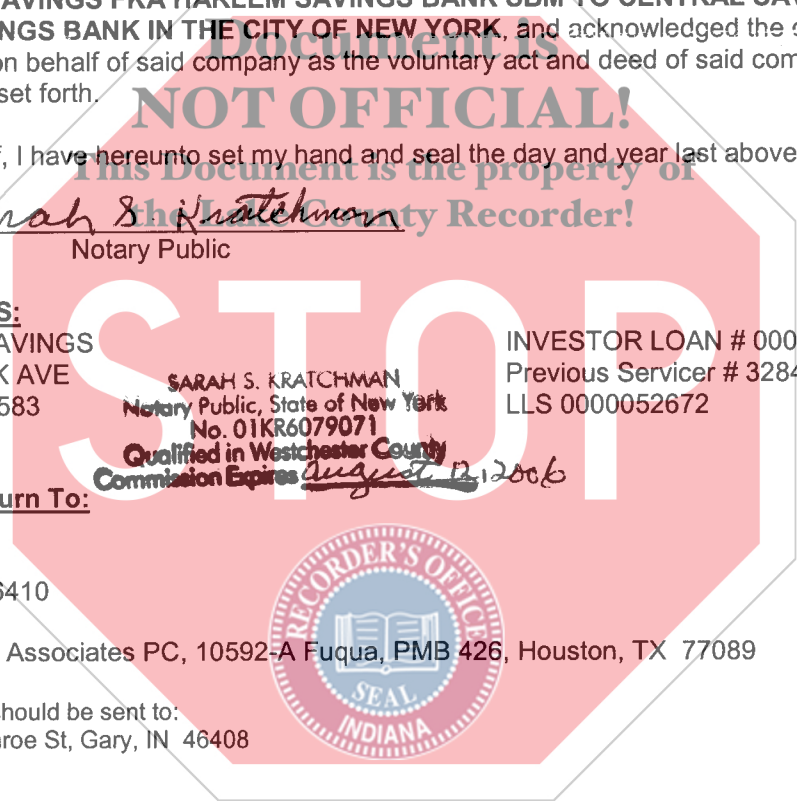 AVINGS FKA HARLEM SAVINGS BANK SBM TO CENTRAL SAV
NGS BANK IN THE CITY OF NEW YORK, and acknowledged the
on behalf of said company as the voluntary act and deed of said com
set forth.
Document is
NOT OFFICIAL!
This Document is the property of
the Lake County Recorder!
, I have hereunto set my hand and seal the day and year last above
rah S. Kratchman
Notary Public
STOP
S:
AVINGS
K AVE
583
INVESTOR LOAN # 000
Previous Servicer # 3284
LLS 0000052672
SARAH S. KRATCHMAN
Notary Public, State of New York
No. 01KR6079071
Qualified in Westchester County
Commission Expires August 12, 2006
urn To:
6410
Associates PC, 10592-A Fuqua, PMB 426, Houston, TX 77089
RECORDER'S OFFICE
SEAL
INDIANA
hould be sent to:
roe St, Gary, IN 46408